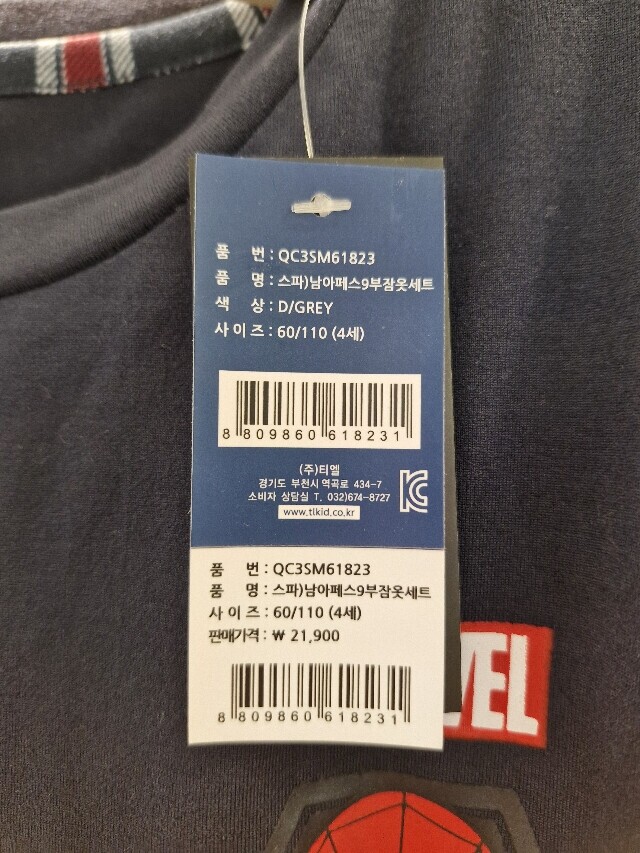 품 번 : QC3SM61823
품 명 : 스파)남아페스9부잠옷세트
색 상 : D/GREY
사 이 즈 : 60/110 (4세)
8 809860 618231
(주)티엘
경기도 부천시 역곡로 434-7
소비자 상담실 T. 032)674-8727
www.tlkid.co.kr
품 번 : QC3SM61823
품 명 : 스파)남아페스9부잠옷세트
사 이 즈 : 60/110 (4세)
판매가격 : ₩ 21,900
8 809860 618231
VEL